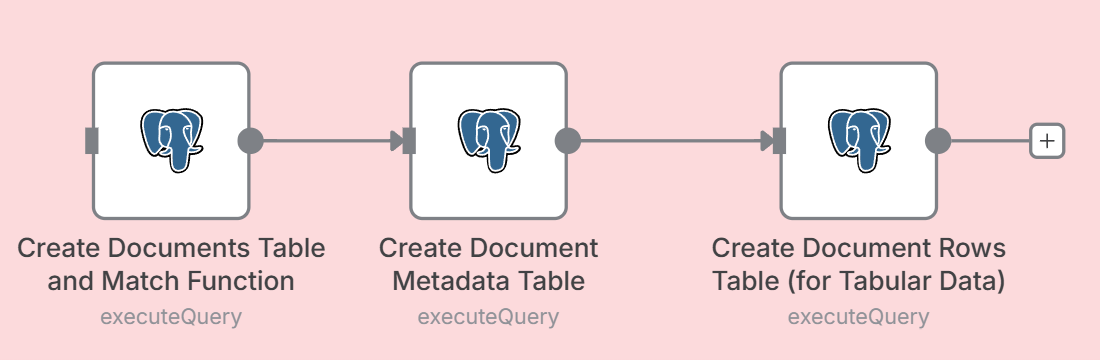 Create Documents Table
and Match Function
executeQuery
Create Document
Metadata Table
executeQuery
Create Document Rows
Table (for Tabular Data)
executeQuery